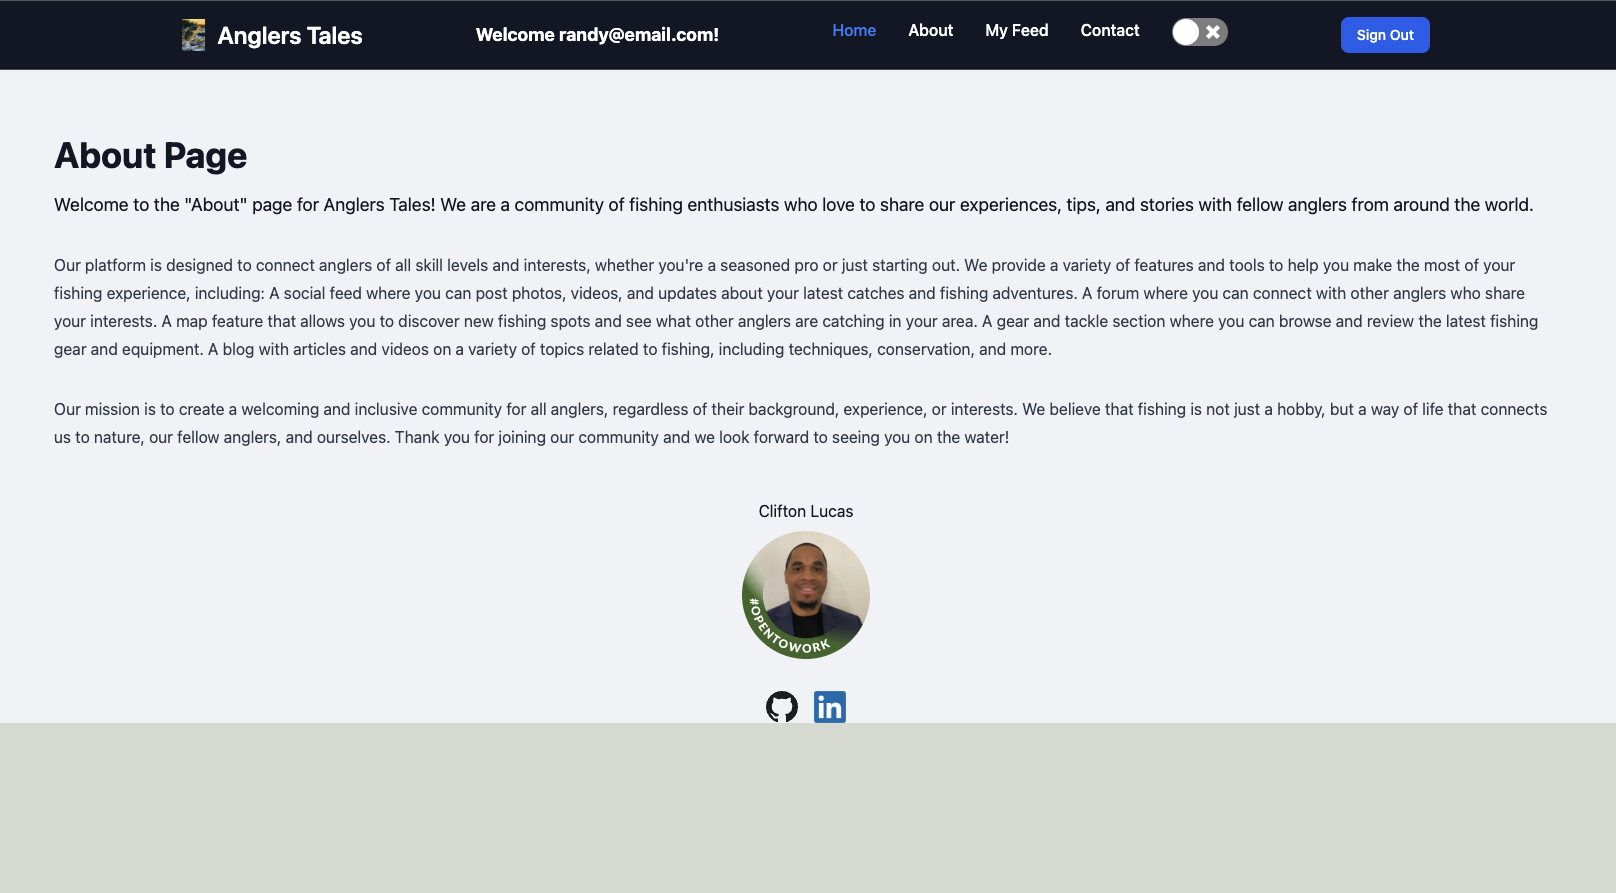 Anglers Tales
Welcome randy@email.com!
Home
About
My Feed
Contact
Sign Out
About Page
Welcome to the "About" page for Anglers Tales! We are a community of fishing enthusiasts who love to share our experiences, tips, and stories with fellow anglers from around the world.
Our platform is designed to connect anglers of all skill levels and interests, whether you're a seasoned pro or just starting out. We provide a variety of features and tools to help you make the most of your
fishing experience, including: A social feed where you can post photos, videos, and updates about your latest catches and fishing adventures. A forum where you can connect with other anglers who share
your interests. A map feature that allows you to discover new fishing spots and see what other anglers are catching in your area. A gear and tackle section where you can browse and review the latest fishing
gear and equipment. A blog with articles and videos on a variety of topics related to fishing, including techniques, conservation, and more.
Our mission is to create a welcoming and inclusive community for all anglers, regardless of their background, experience, or interests. We believe that fishing is not just a hobby, but a way of life that connects
us to nature, our fellow anglers, and ourselves. Thank you for joining our community and we look forward to seeing you on the water!
Clifton Lucas
#OPENTOWORK
in